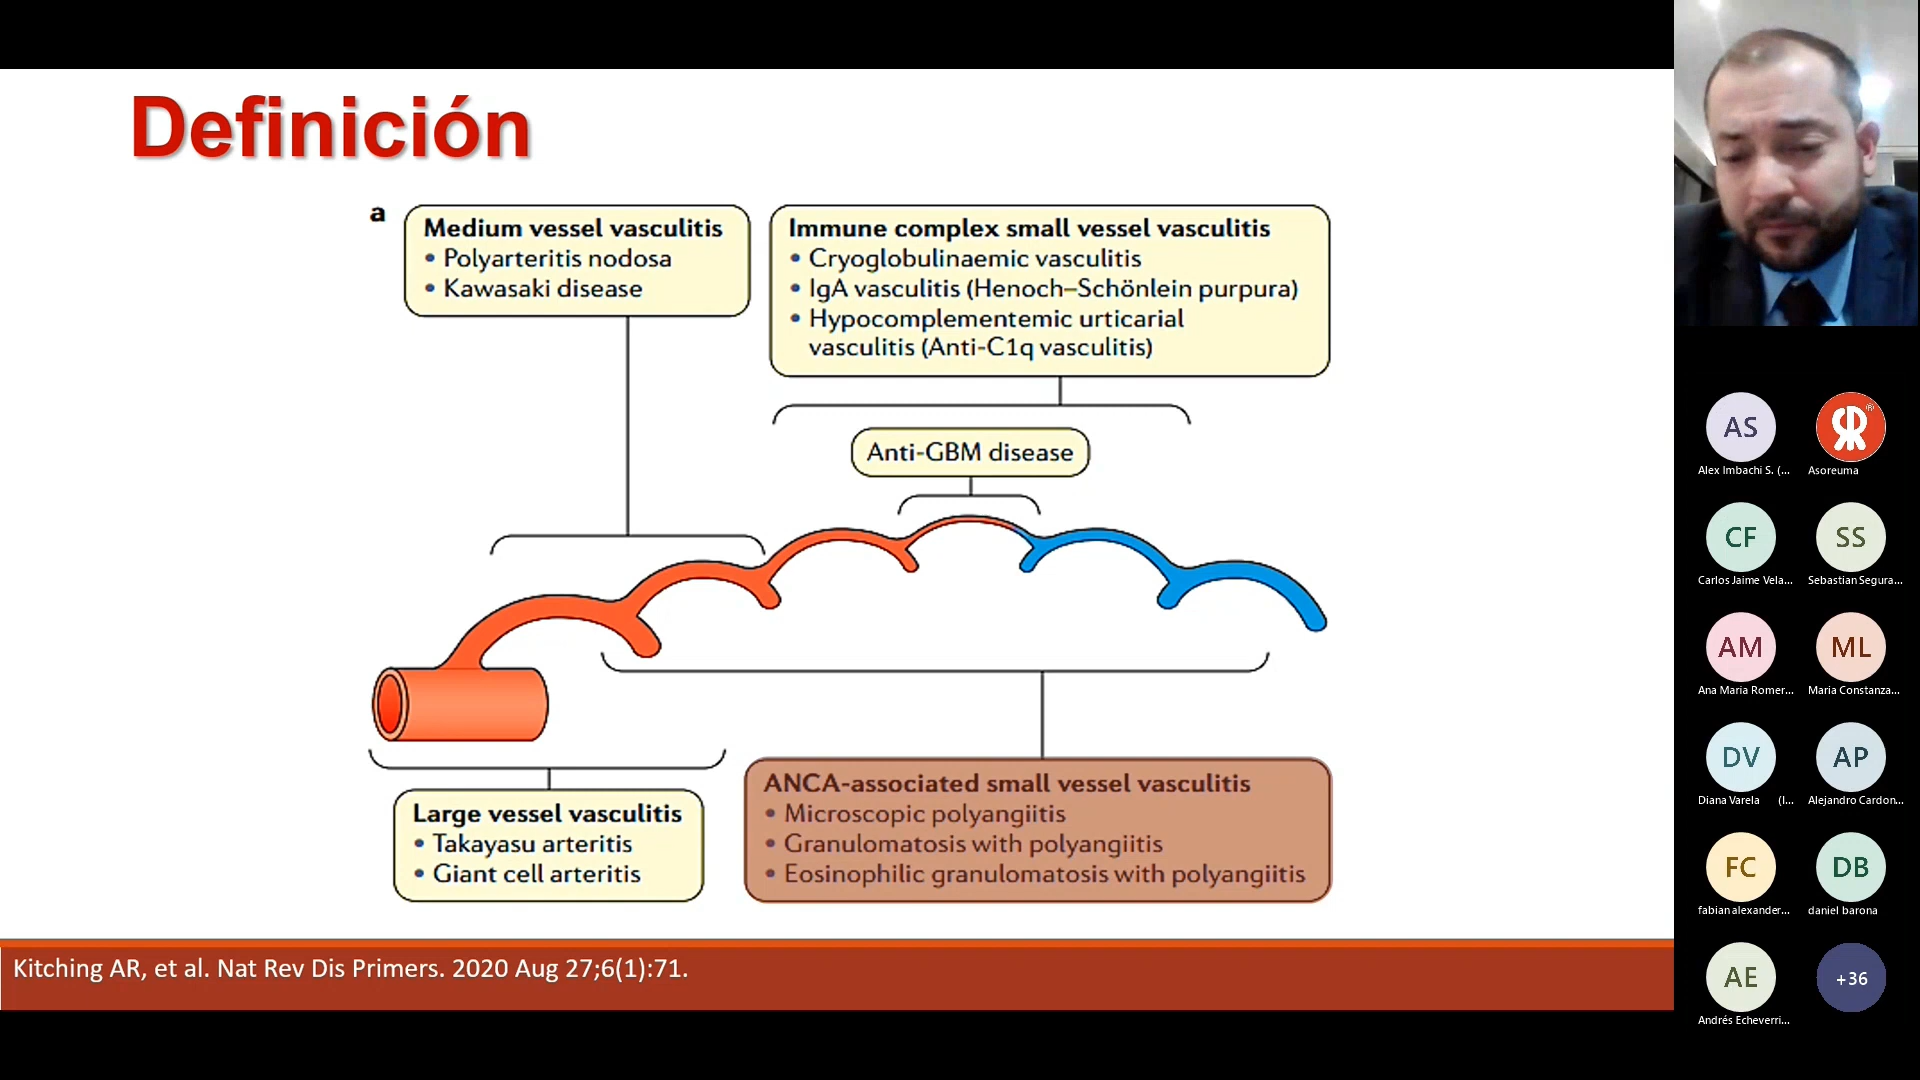 Definición
a
Medium vessel vasculitis
• Polyarteritis nodosa
• Kawasaki disease
Immune complex small vessel vasculitis
• Cryoglobulinaemic vasculitis
• IgA vasculitis (Henoch–Schönlein purpura)
• Hypocomplementemic urticarial
vasculitis (Anti-C1q vasculitis)
Anti-GBM disease
Large vessel vasculitis
• Takayasu arteritis
• Giant cell arteritis
ANCA-associated small vessel vasculitis
• Microscopic polyangiitis
• Granulomatosis with polyangiitis
• Eosinophilic granulomatosis with polyangiitis
Kitching AR, et al. Nat Rev Dis Primers. 2020 Aug 27;6(1):71.
AS
Alex Imbachi S. (...
Asoreuma
CF
Carlos Jaime Vela...
SS
Sebastian Segura...
AM
Ana Maria Romer...
ML
Maria Constanza...
DV
Diana Varela (I...
AP
Alejandro Cardon...
FC
fabian alexander...
DB
daniel barona
AE
Andrés Echeverri...
+36